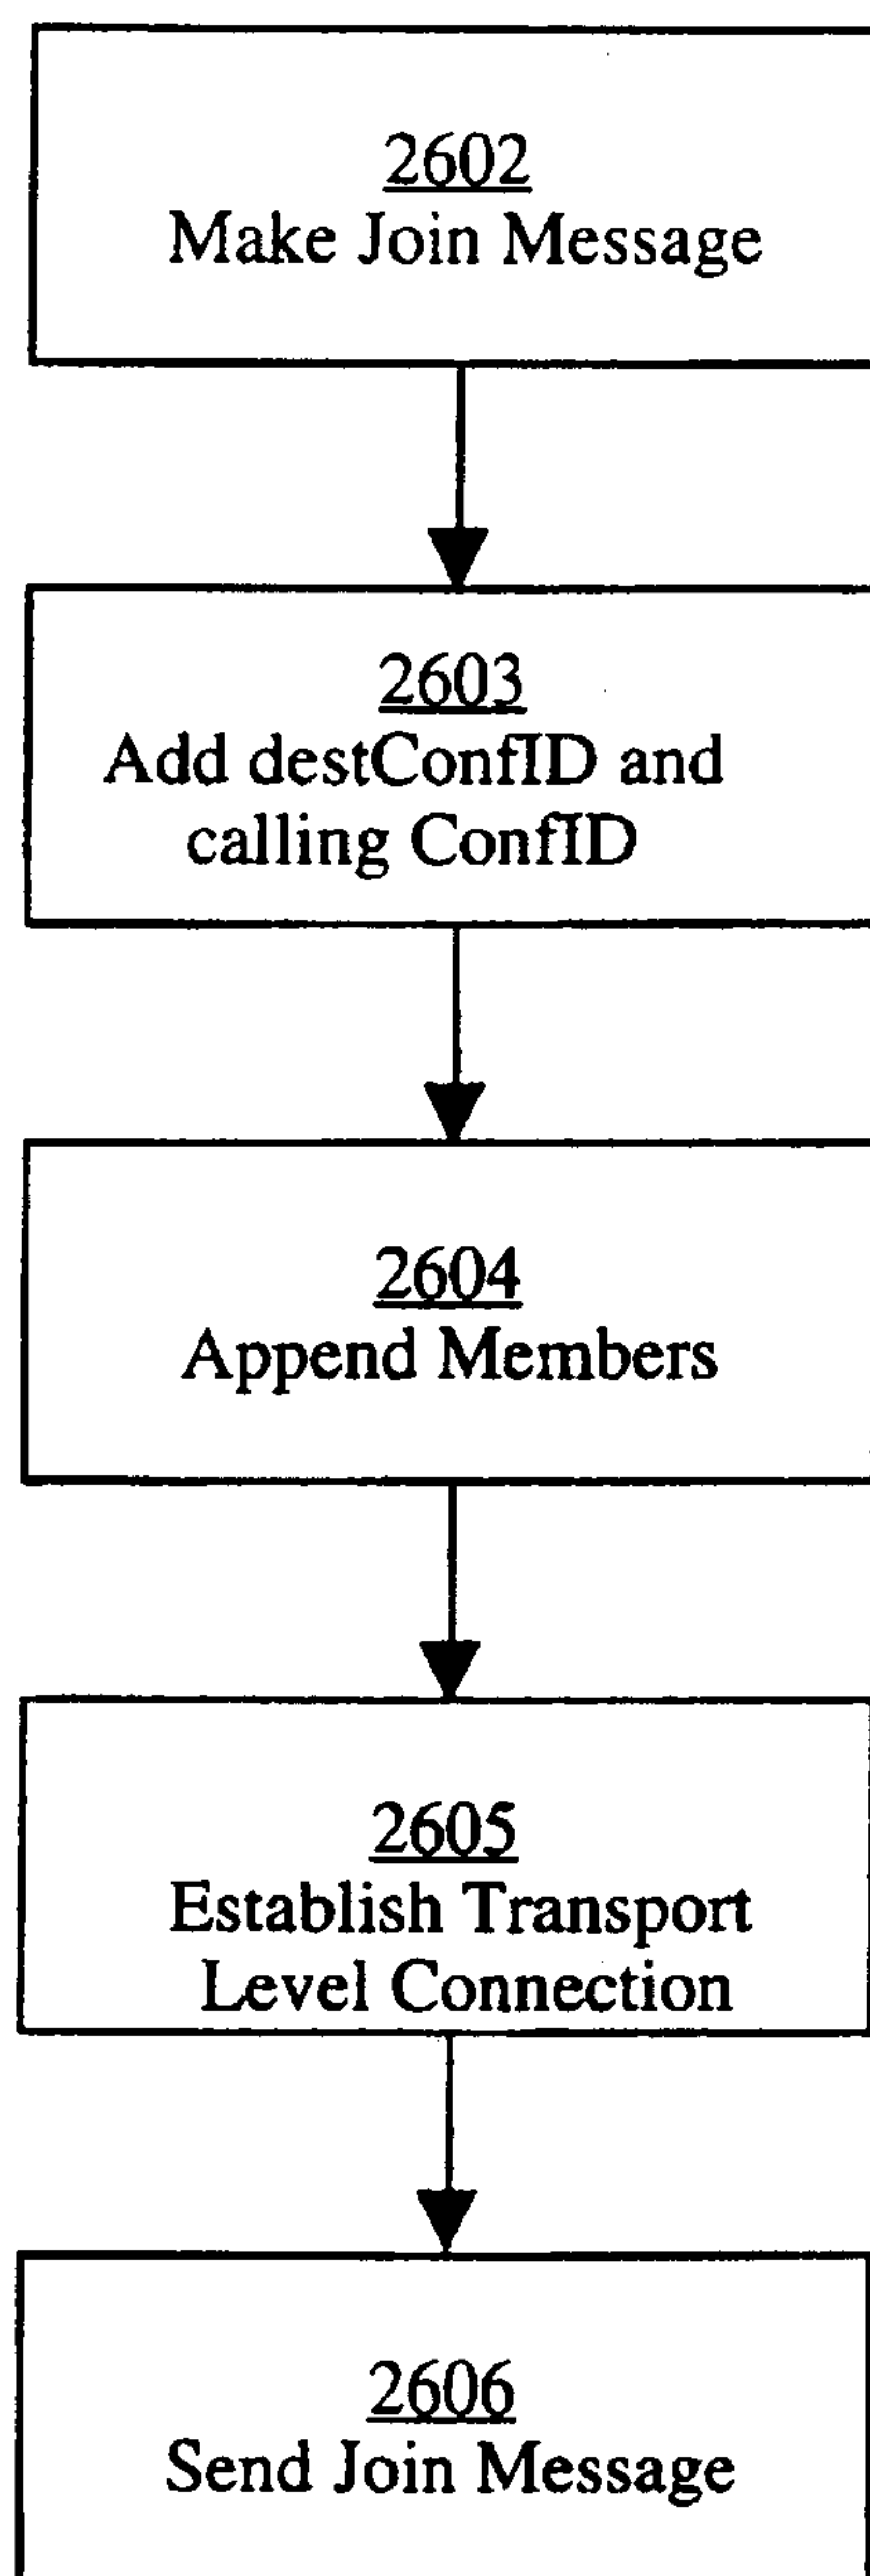 2602
Make Join Message
2603
Add destConfID and
calling ConfID
2604
Append Members
2605
Establish Transport
Level Connection
2606
Send Join Message